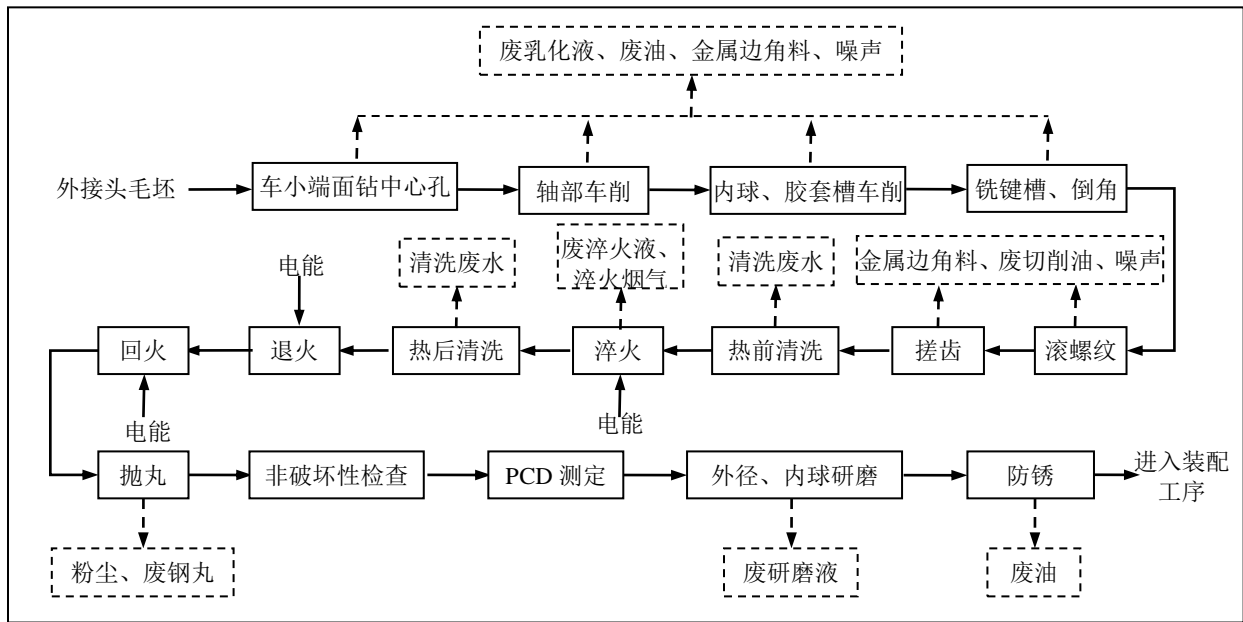 废乳化液、废油、金属边角料、噪声
外接头毛坯
车小端面钻中心孔
轴部车削
内球、胶套槽车削
铣键槽、倒角
电能
清洗废水
废淬火液、
淬火烟气
清洗废水
金属边角料、废切削油、噪声
回火
退火
热后清洗
淬火
热前清洗
搓齿
滚螺纹
电能
电能
抛丸
非破坏性检查
PCD 测定
外径、内球研磨
防锈
进入装配
工序
粉尘、废钢丸
废研磨液
废油